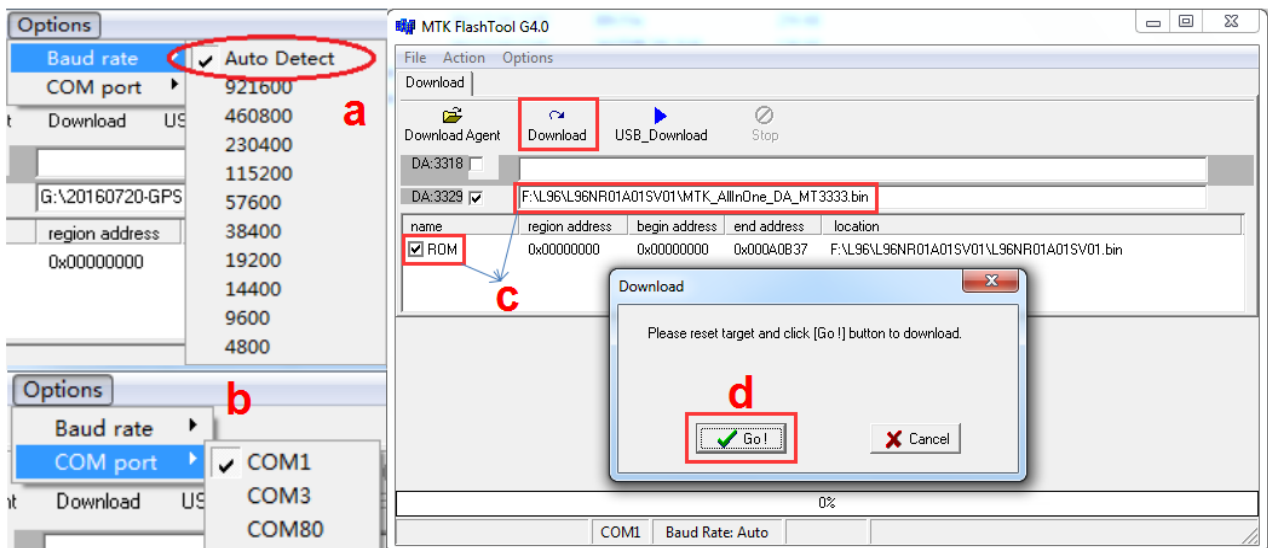 Options
Baud rate
COM port
Auto Detect
921600
460800
230400
115200
57600
38400
19200
14400
9600
4800
a
Download US
G:\20160720-GPS
region address
0x00000000
Options
b
Baud rate
COM port
COM1
COM3
COM80
Download US
MTK FlashTool G4.0
File Action Options
Download
Download Agent Download USB_Download Stop
DA:3318
DA:3329 F:\L96\L96NR01A01SV01\MTK_AllInOne_DA_MT3333.bin
name region address begin address end address location
ROM 0x00000000 0x00000000 0x000A0B37 F:\L96\L96NR01A01SV01\L96NR01A01SV01.bin
c
Download
Please reset target and click [Go !] button to download.
d
Go ! Cancel
0%
COM1 Baud Rate: Auto